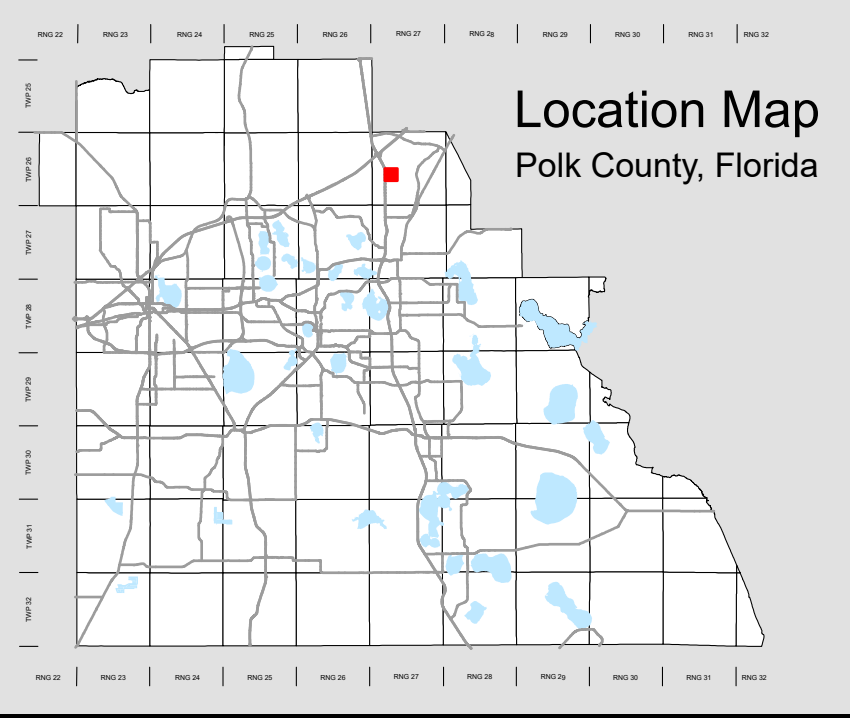 RNG 22 RNG 23 RNG 24 RNG 25 RNG 26 RNG 27 RNG 28 RNG 29 RNG 30 RNG 31 RNG 32
Location Map
Polk County, Florida
TWP 25
TWP 26
TWP 27
TWP 28
TWP 29
TWP 30
TWP 31
TWP 32
RNG 22 RNG 23 RNG 24 RNG 25 RNG 26 RNG 27 RNG 28 RNG 29 RNG 30 RNG 31 RNG 32